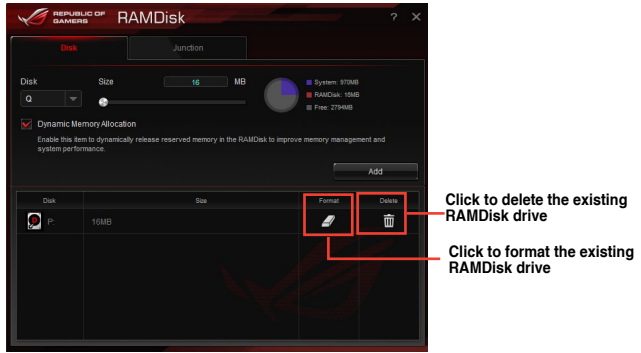 REPUBLIC OF
GAMERS
RAMDisk
? ×
Disk
Junction
Disk
Size
16
MB
Q
System: 970MB
RAMDisk: 16MB
Free: 2794MB
Dynamic Memory Allocation
Enable this item to dynamically release reserved memory in the RAMDisk to improve memory management and
system performance.
Add
Disk
Size
Format
Delete
P:
16MB
Click to delete the existing
RAMDisk drive
Click to format the existing
RAMDisk drive